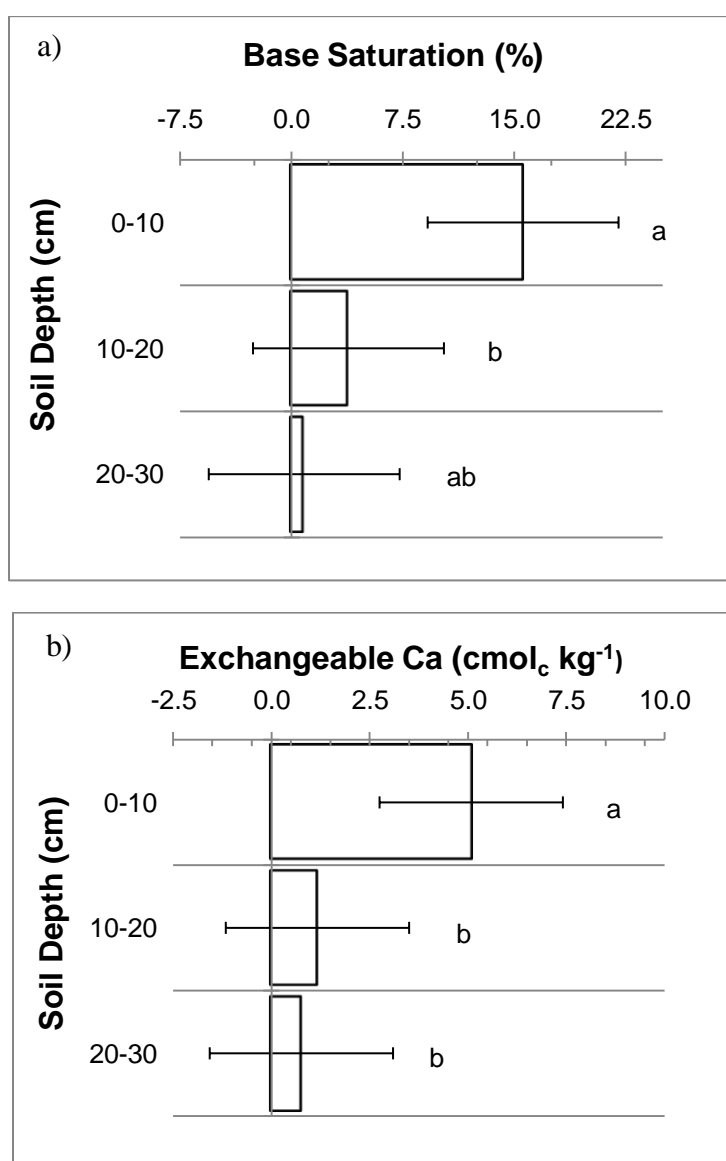 a)
Base Saturation (%)
-7.5 0.0 7.5 15.0 22.5
Soil Depth (cm)
0-10 a
10-20 b
20-30 ab
b)
Exchangeable Ca (cmol_c kg^-1)
-2.5 0.0 2.5 5.0 7.5 10.0
Soil Depth (cm)
0-10 a
10-20 b
20-30 b